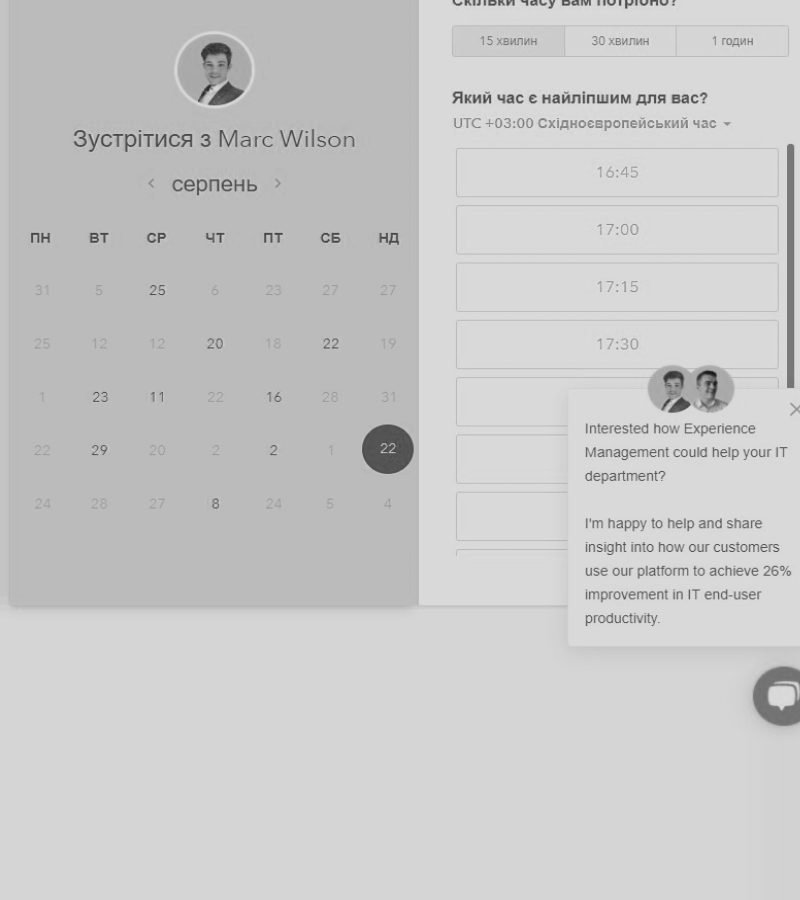 Зустрітися з Marc Wilson
серпень
ПН ВТ СР ЧТ ПТ СБ НД
31 5 25 6 23 27 27
25 12 12 20 18 22 19
1 23 11 22 16 28 31
22 29 20 2 2 1 22
24 28 27 8 24 5 4
Скільки часу вам потрібно?
15 хвилин 30 хвилин 1 годин
Який час є найліпшим для вас?
UTC +03:00 Східноєвропейський час
16:45
17:00
17:15
17:30
Interested how Experience
Management could help your IT
department?
I'm happy to help and share
insight into how our customers
use our platform to achieve 26%
improvement in IT end-user
productivity.